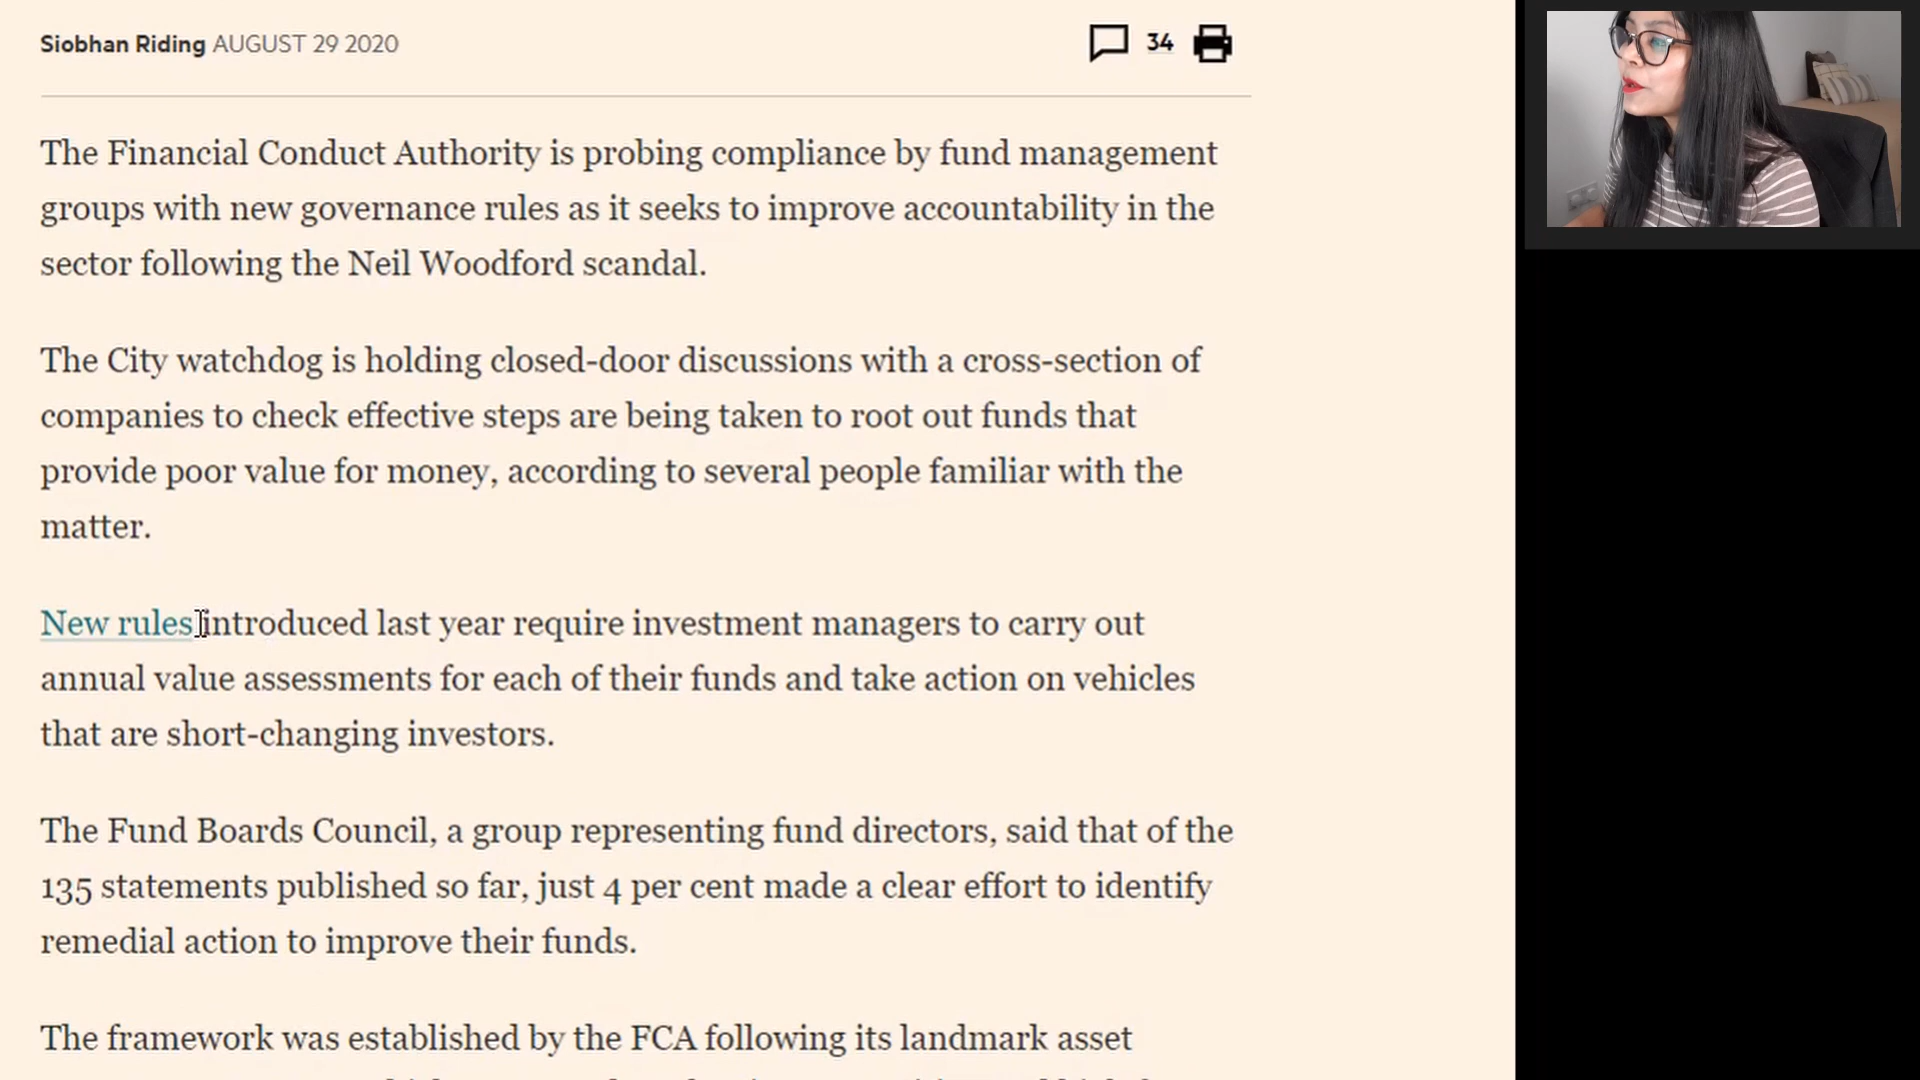 Siobhan Riding AUGUST 29 2020
34
The Financial Conduct Authority is probing compliance by fund management
groups with new governance rules as it seeks to improve accountability in the
sector following the Neil Woodford scandal.
The City watchdog is holding closed-door discussions with a cross-section of
companies to check effective steps are being taken to root out funds that
provide poor value for money, according to several people familiar with the
matter.
New rules introduced last year require investment managers to carry out
annual value assessments for each of their funds and take action on vehicles
that are short-changing investors.
The Fund Boards Council, a group representing fund directors, said that of the
135 statements published so far, just 4 per cent made a clear effort to identify
remedial action to improve their funds.
The framework was established by the FCA following its landmark asset